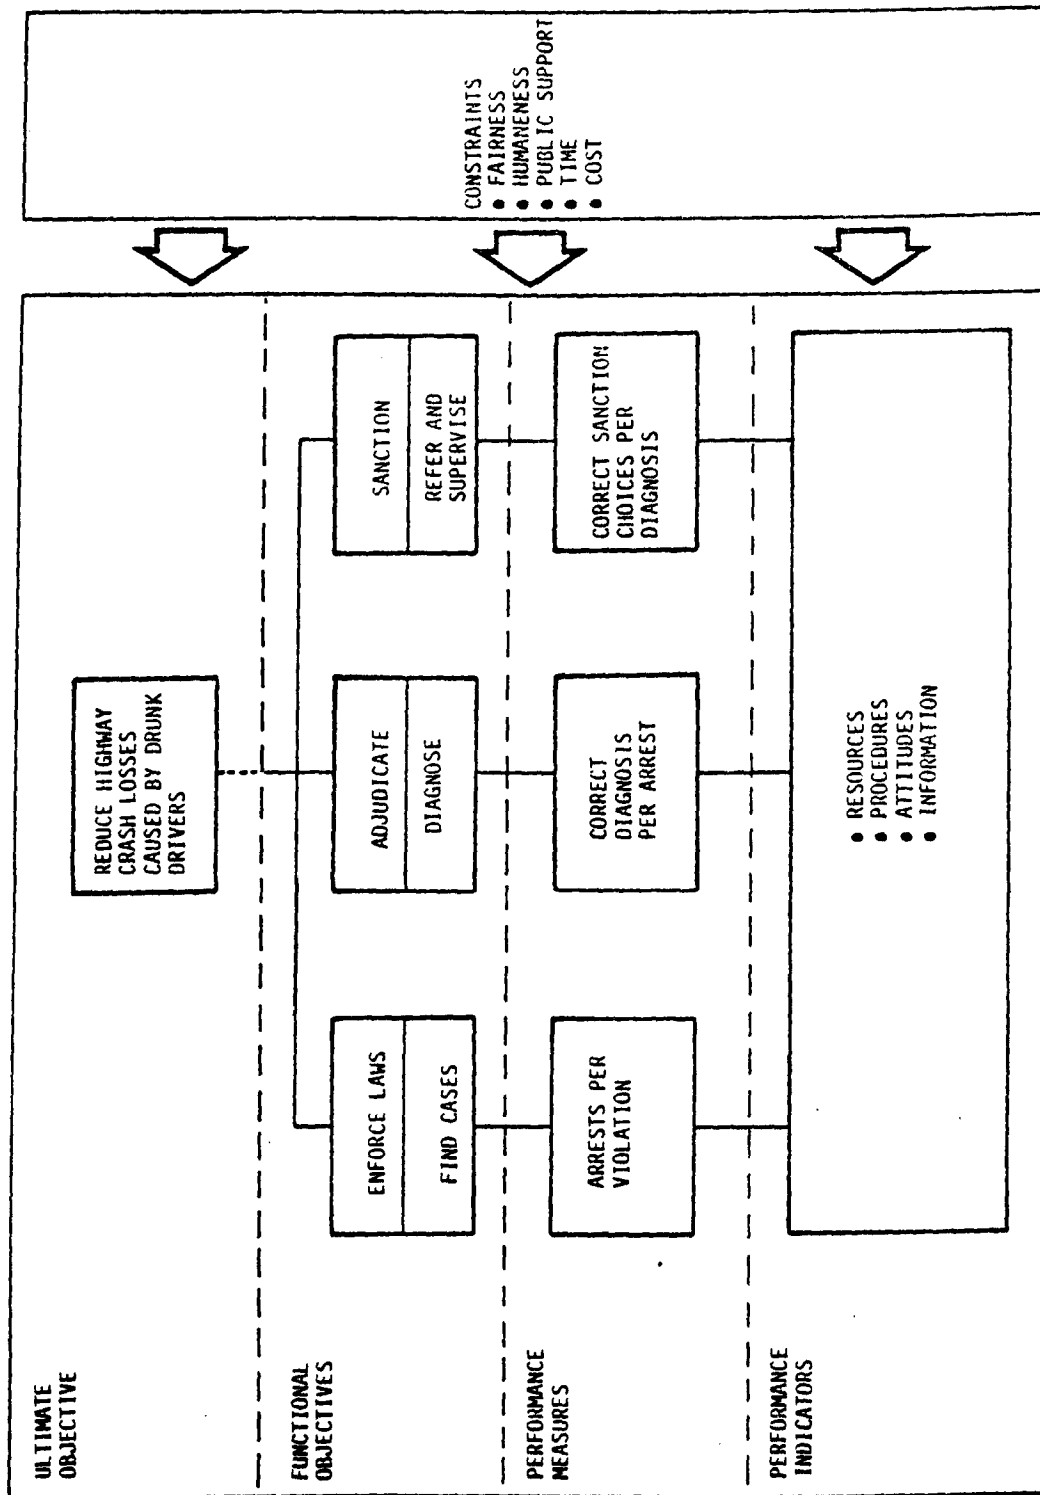 ULTIMATE
OBJECTIVE
REDUCE HIGHWAY
CRASH LOSSES
CAUSED BY DRUNK
DRIVERS
FUNCTIONAL
OBJECTIVES
ENFORCE LAWS
FIND CASES
ADJUDICATE
DIAGNOSE
SANCTION
REFER AND
SUPERVISE
PERFORMANCE
MEASURES
ARRESTS PER
VIOLATION
CORRECT
DIAGNOSIS
PER ARREST
CORRECT SANCTION
CHOICES PER
DIAGNOSIS
PERFORMANCE
INDICATORS
• RESOURCES
• PROCEDURES
• ATTITUDES
• INFORMATION
CONSTRAINTS
• FAIRNESS
• HUMANENESS
• PUBLIC SUPPORT
• TIME
• COST